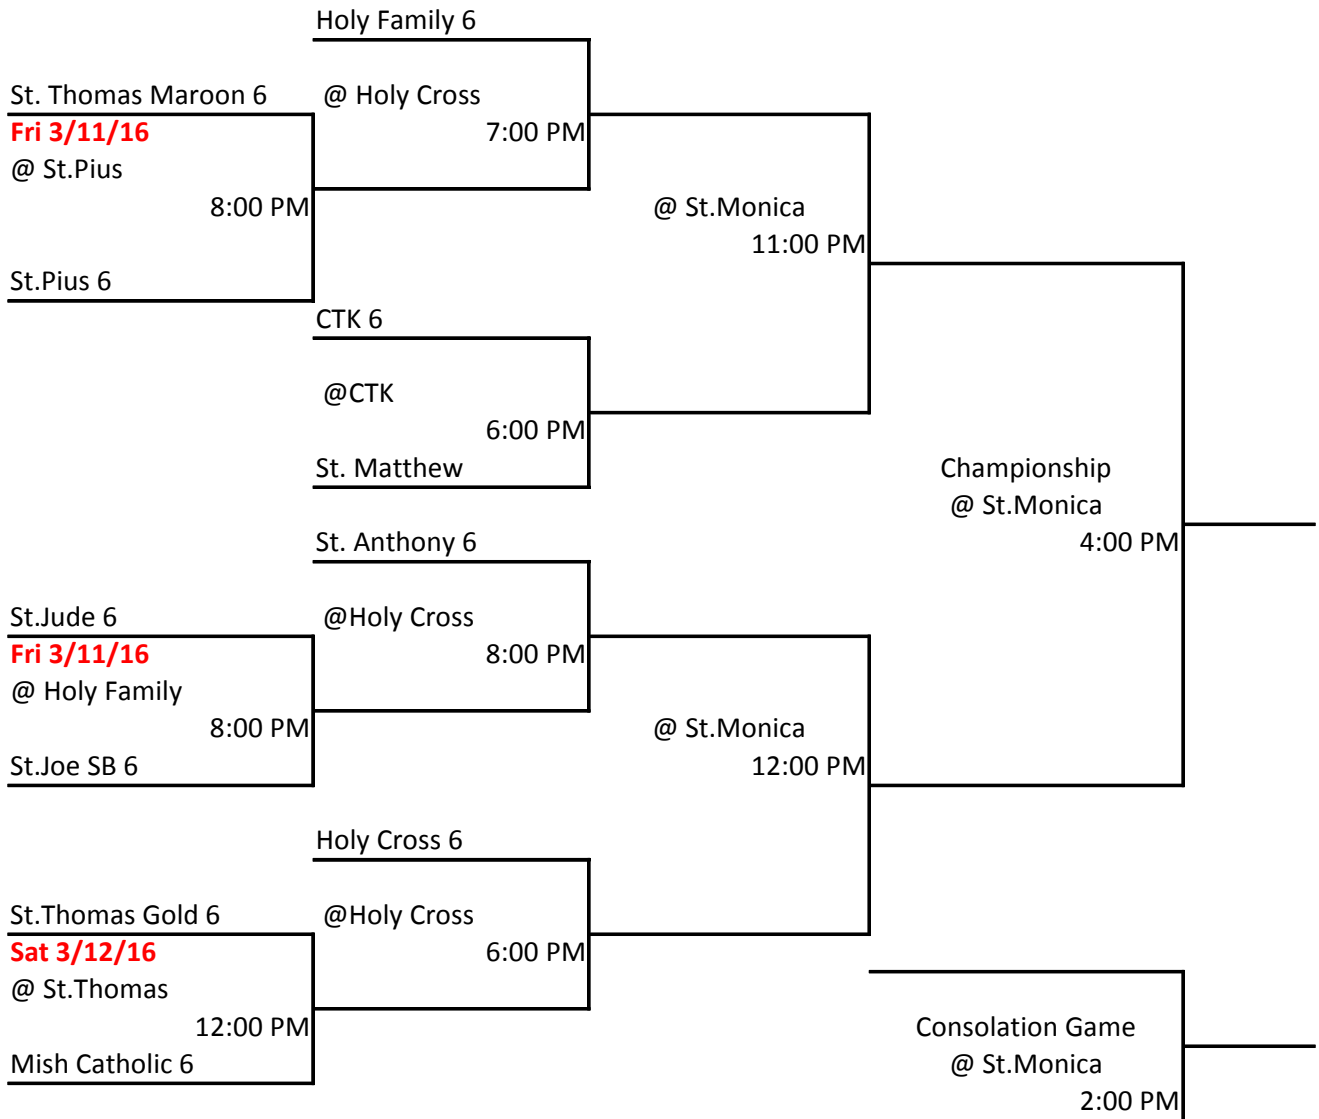 Holy Family 6
St. Thomas Maroon 6
@ Holy Cross
Fri 3/11/16
7:00 PM
@ St.Pius
8:00 PM
@ St.Monica
11:00 PM
St.Pius 6
CTK 6
@CTK
6:00 PM
St. Matthew
Championship
@ St.Monica
4:00 PM
St. Anthony 6
St.Jude 6
@Holy Cross
Fri 3/11/16
8:00 PM
@ Holy Family
8:00 PM
@ St.Monica
12:00 PM
St.Joe SB 6
Holy Cross 6
St.Thomas Gold 6
@Holy Cross
Sat 3/12/16
6:00 PM
@ St.Thomas
12:00 PM
Mish Catholic 6
Consolation Game
@ St.Monica
2:00 PM